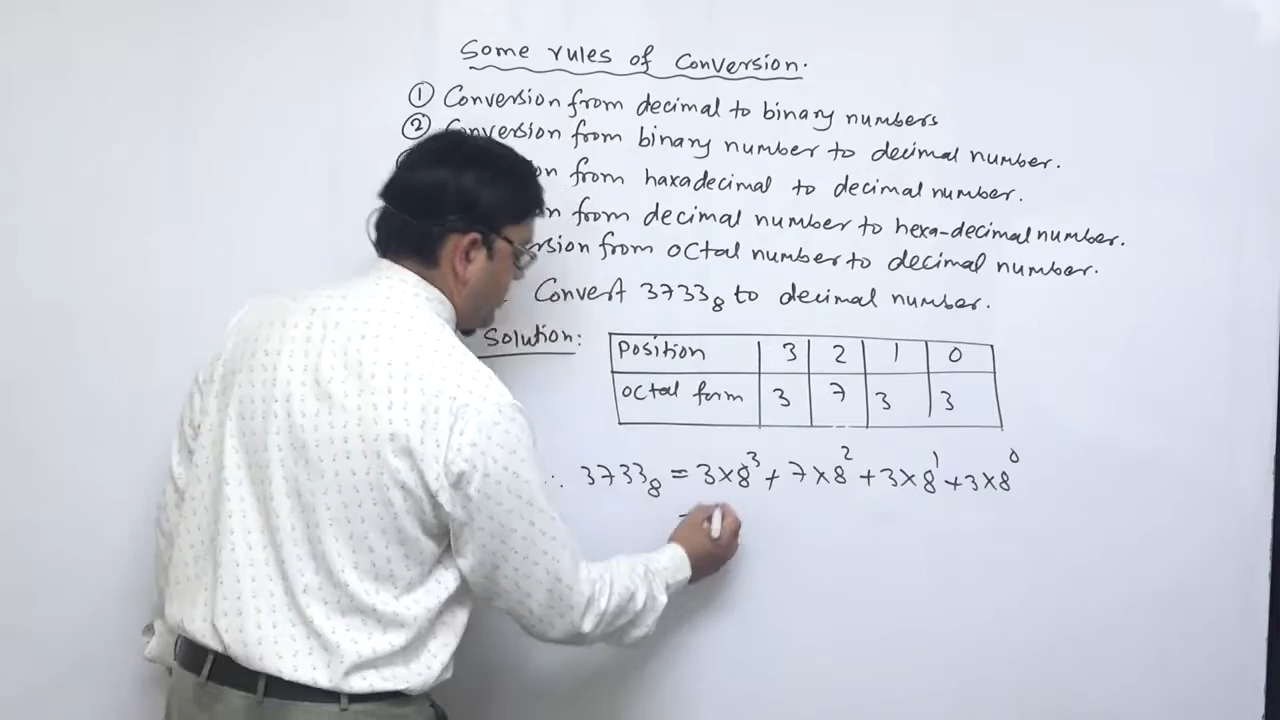 Some rules of Conversion.
① Conversion from decimal to binary numbers
② Conversion from binary number to decimal number.
on from haxadecimal to decimal number.
n from decimal number to hexa-decimal number.
rsion from octal number to decimal number.
Convert 3733₈ to decimal number.
Solution:
Position 3 2 1 0
octal form 3 7 3 3
∴ 3733₈ = 3×8³ + 7×8² + 3×8¹ + 3×8⁰